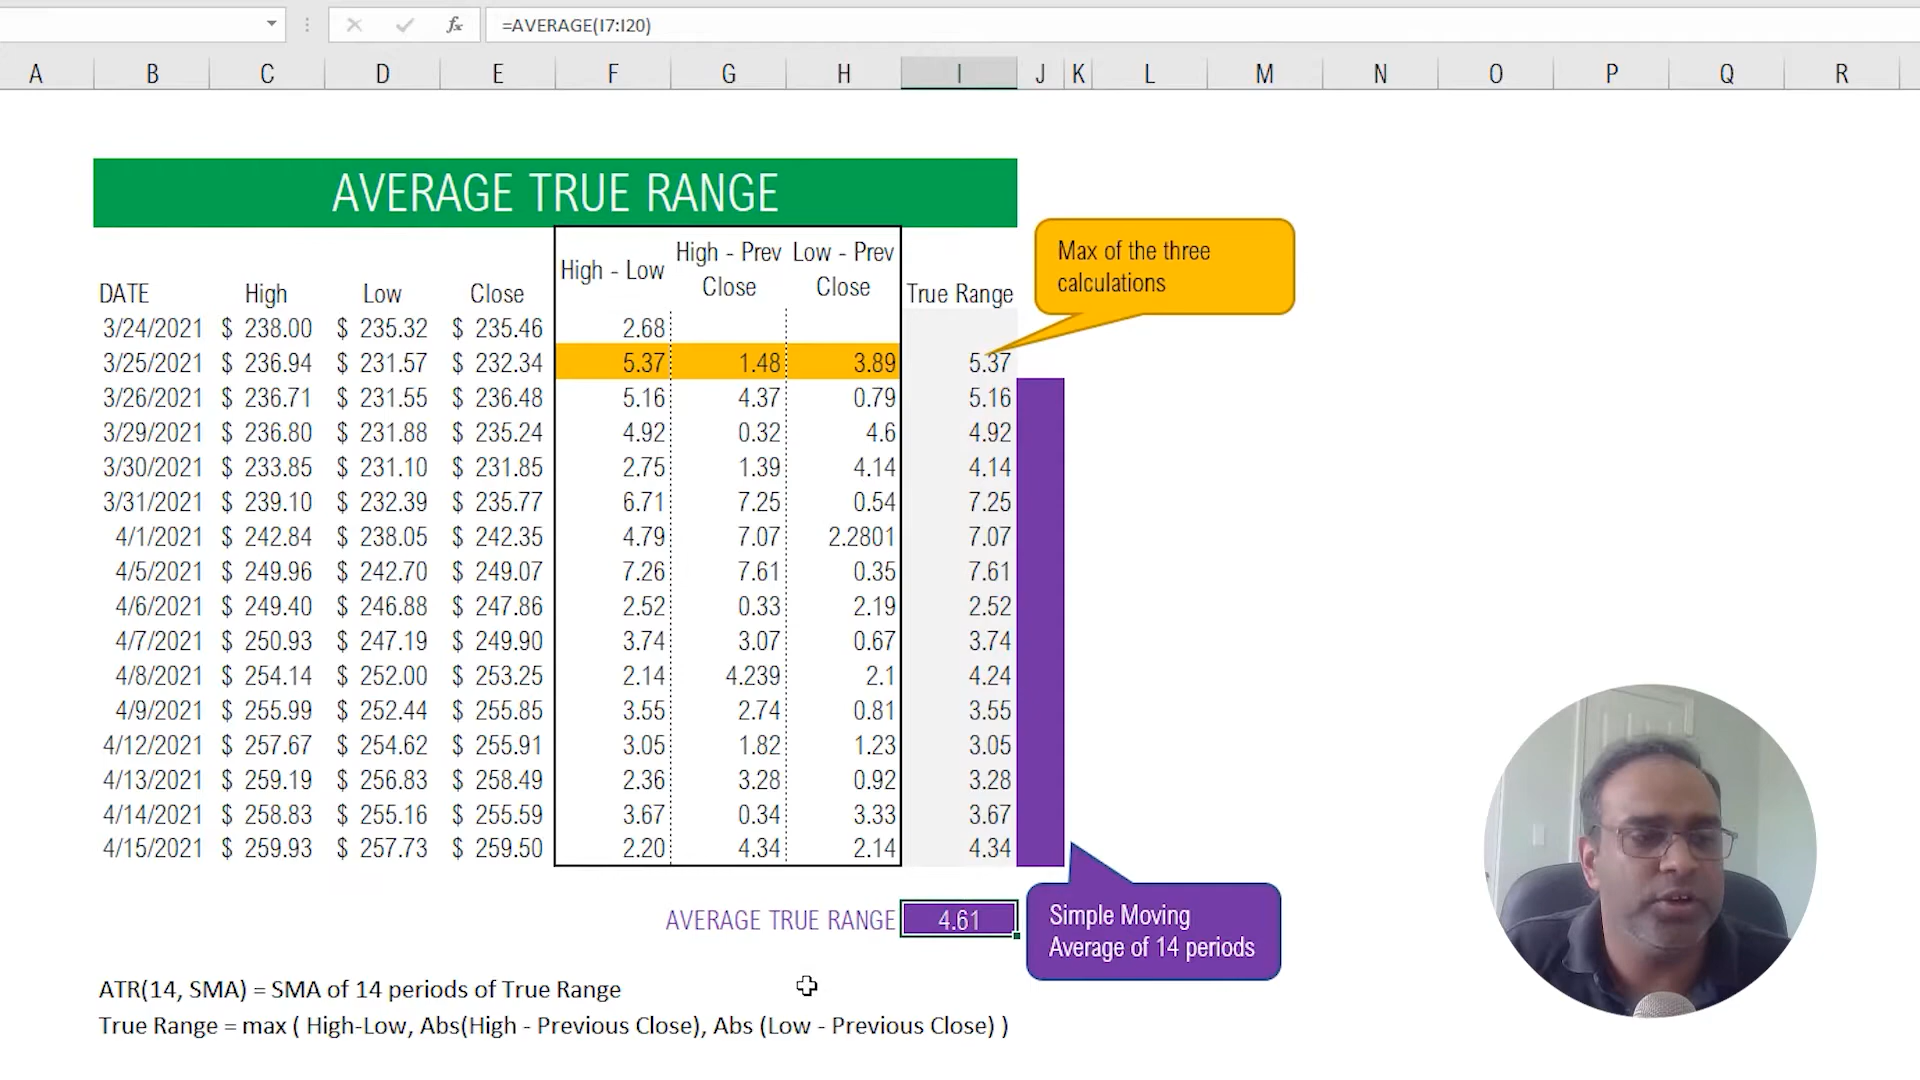 =AVERAGE(I7:I20)
A B C D E F G H I J K L M N O P Q R
AVERAGE TRUE RANGE
DATE High Low Close High - Low High - Prev Close Low - Prev Close True Range
3/24/2021 $ 238.00 $ 235.32 $ 235.46 2.68
3/25/2021 $ 236.94 $ 231.57 $ 232.34 5.37 1.48 3.89 5.37
3/26/2021 $ 236.71 $ 231.55 $ 236.48 5.16 4.37 0.79 5.16
3/29/2021 $ 236.80 $ 231.88 $ 235.24 4.92 0.32 4.6 4.92
3/30/2021 $ 233.85 $ 231.10 $ 231.85 2.75 1.39 4.14 4.14
3/31/2021 $ 239.10 $ 232.39 $ 235.77 6.71 7.25 0.54 7.25
4/1/2021 $ 242.84 $ 238.05 $ 242.35 4.79 7.07 2.2801 7.07
4/5/2021 $ 249.96 $ 242.70 $ 249.07 7.26 7.61 0.35 7.61
4/6/2021 $ 249.40 $ 246.88 $ 247.86 2.52 0.33 2.19 2.52
4/7/2021 $ 250.93 $ 247.19 $ 249.90 3.74 3.07 0.67 3.74
4/8/2021 $ 254.14 $ 252.00 $ 253.25 2.14 4.239 2.1 4.24
4/9/2021 $ 255.99 $ 252.44 $ 255.85 3.55 2.74 0.81 3.55
4/12/2021 $ 257.67 $ 254.62 $ 255.91 3.05 1.82 1.23 3.05
4/13/2021 $ 259.19 $ 256.83 $ 258.49 2.36 3.28 0.92 3.28
4/14/2021 $ 258.83 $ 255.16 $ 255.59 3.67 0.34 3.33 3.67
4/15/2021 $ 259.93 $ 257.73 $ 259.50 2.20 4.34 2.14 4.34
AVERAGE TRUE RANGE 4.61
Max of the three
calculations
Simple Moving
Average of 14 periods
ATR(14, SMA) = SMA of 14 periods of True Range
True Range = max ( High-Low, Abs(High - Previous Close), Abs (Low - Previous Close) )